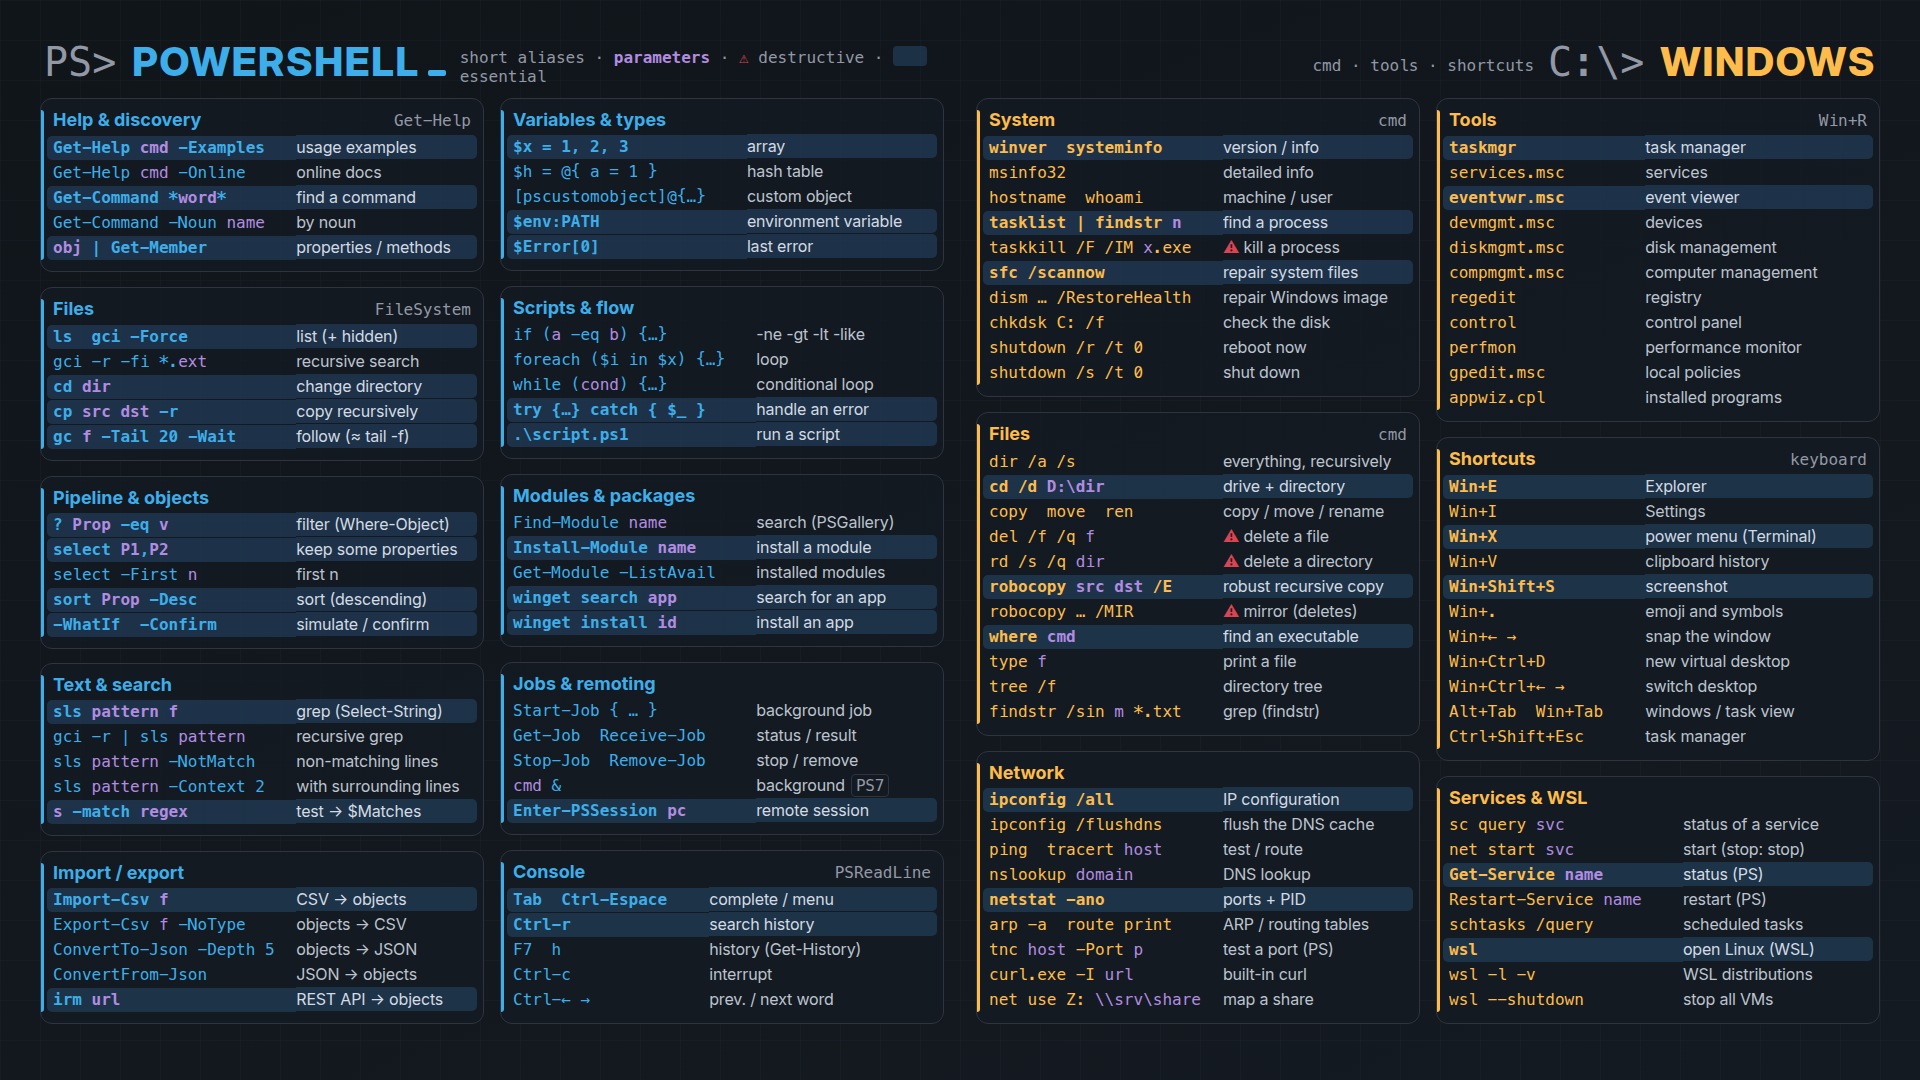 PS> POWERSHELL_
short aliases · parameters · ⚠ destructive ·
essential
Help & discovery Get-Help
Get-Help cmd -Examples usage examples
Get-Help cmd -Online online docs
Get-Command *word* find a command
Get-Command -Noun name by noun
obj | Get-Member properties / methods
Files FileSystem
ls gci -Force list (+ hidden)
gci -r -fi *.ext recursive search
cd dir change directory
cp src dst -r copy recursively
gc f -Tail 20 -Wait follow (≈ tail -f)
Pipeline & objects
? Prop -eq v filter (Where-Object)
select P1,P2 keep some properties
select -First n first n
sort Prop -Desc sort (descending)
-WhatIf -Confirm simulate / confirm
Text & search
sls pattern f grep (Select-String)
gci -r | sls pattern recursive grep
sls pattern -NotMatch non-matching lines
sls pattern -Context 2 with surrounding lines
s -match regex test → $Matches
Import / export
Import-Csv f CSV → objects
Export-Csv f -NoType objects → CSV
ConvertTo-Json -Depth 5 objects → JSON
ConvertFrom-Json JSON → objects
irm url REST API → objects
Variables & types
$x = 1, 2, 3 array
$h = @{ a = 1 } hash table
[pscustomobject]@{…} custom object
$env:PATH environment variable
$Error[0] last error
Scripts & flow
if (a -eq b) {…} -ne -gt -lt -like
foreach ($i in $x) {…} loop
while (cond) {…} conditional loop
try {…} catch { $_ } handle an error
.\script.ps1 run a script
Modules & packages
Find-Module name search (PSGallery)
Install-Module name install a module
Get-Module -ListAvail installed modules
winget search app search for an app
winget install id install an app
Jobs & remoting
Start-Job { … } background job
Get-Job Receive-Job status / result
Stop-Job Remove-Job stop / remove
cmd & background PS7
Enter-PSSession pc remote session
Console PSReadLine
Tab Ctrl-Espace complete / menu
Ctrl-r search history
F7 h history (Get-History)
Ctrl-c interrupt
Ctrl-← → prev. / next word
cmd · tools · shortcuts C:\> WINDOWS
System cmd
winver systeminfo version / info
msinfo32 detailed info
hostname whoami machine / user
tasklist | findstr n find a process
taskkill /F /IM x.exe ⚠ kill a process
sfc /scannow repair system files
dism … /RestoreHealth repair Windows image
chkdsk C: /f check the disk
shutdown /r /t 0 reboot now
shutdown /s /t 0 shut down
Files cmd
dir /a /s everything, recursively
cd /d D:\dir drive + directory
copy move ren copy / move / rename
del /f /q f ⚠ delete a file
rd /s /q dir ⚠ delete a directory
robocopy src dst /E robust recursive copy
robocopy … /MIR ⚠ mirror (deletes)
where cmd find an executable
type f print a file
tree /f directory tree
findstr /sin m *.txt grep (findstr)
Network
ipconfig /all IP configuration
ipconfig /flushdns flush the DNS cache
ping tracert host test / route
nslookup domain DNS lookup
netstat -ano ports + PID
arp -a route print ARP / routing tables
tnc host -Port p test a port (PS)
curl.exe -I url built-in curl
net use Z: \\srv\share map a share
Tools Win+R
taskmgr task manager
services.msc services
eventvwr.msc event viewer
devmgmt.msc devices
diskmgmt.msc disk management
compmgmt.msc computer management
regedit registry
control control panel
perfmon performance monitor
gpedit.msc local policies
appwiz.cpl installed programs
Shortcuts keyboard
Win+E Explorer
Win+I Settings
Win+X power menu (Terminal)
Win+V clipboard history
Win+Shift+S screenshot
Win+. emoji and symbols
Win+← → snap the window
Win+Ctrl+D new virtual desktop
Win+Ctrl+← → switch desktop
Alt+Tab Win+Tab windows / task view
Ctrl+Shift+Esc task manager
Services & WSL
sc query svc status of a service
net start svc start (stop: stop)
Get-Service name status (PS)
Restart-Service name restart (PS)
schtasks /query scheduled tasks
wsl open Linux (WSL)
wsl -l -v WSL distributions
wsl --shutdown stop all VMs